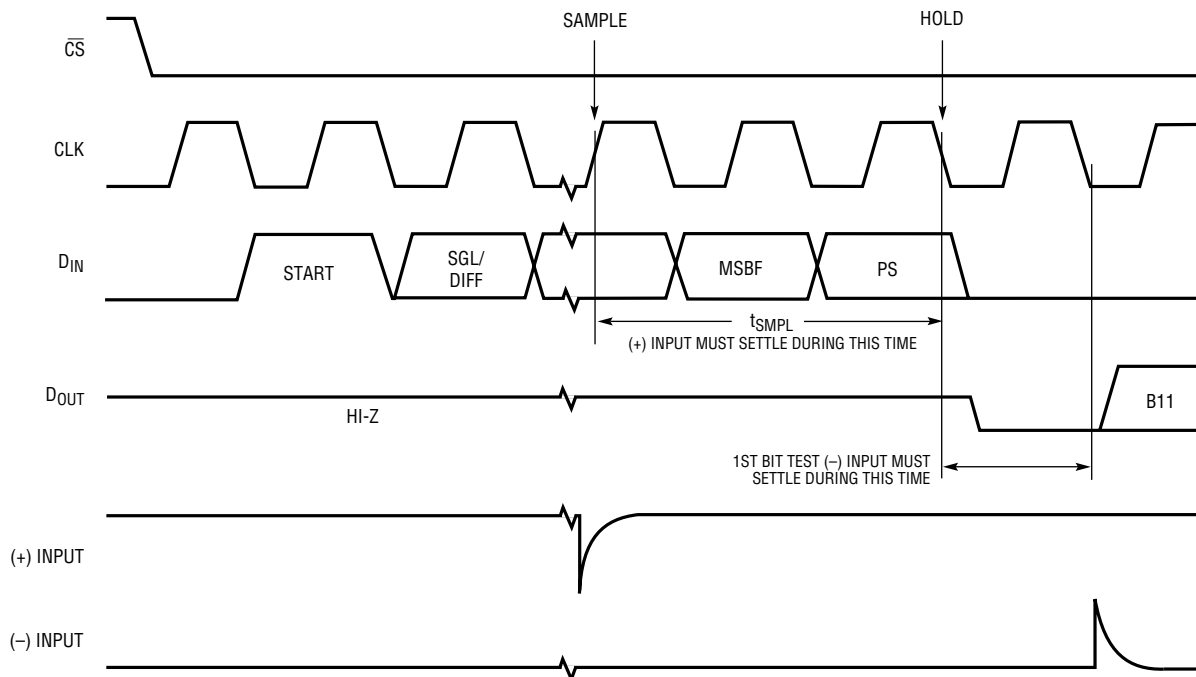 SAMPLE
HOLD
C̅S̅
CLK
DIN
START
SGL/
DIFF
MSBF
PS
tSMPL
(+) INPUT MUST SETTLE DURING THIS TIME
DOUT
HI-Z
B11
1ST BIT TEST (–) INPUT MUST
SETTLE DURING THIS TIME
(+) INPUT
(–) INPUT